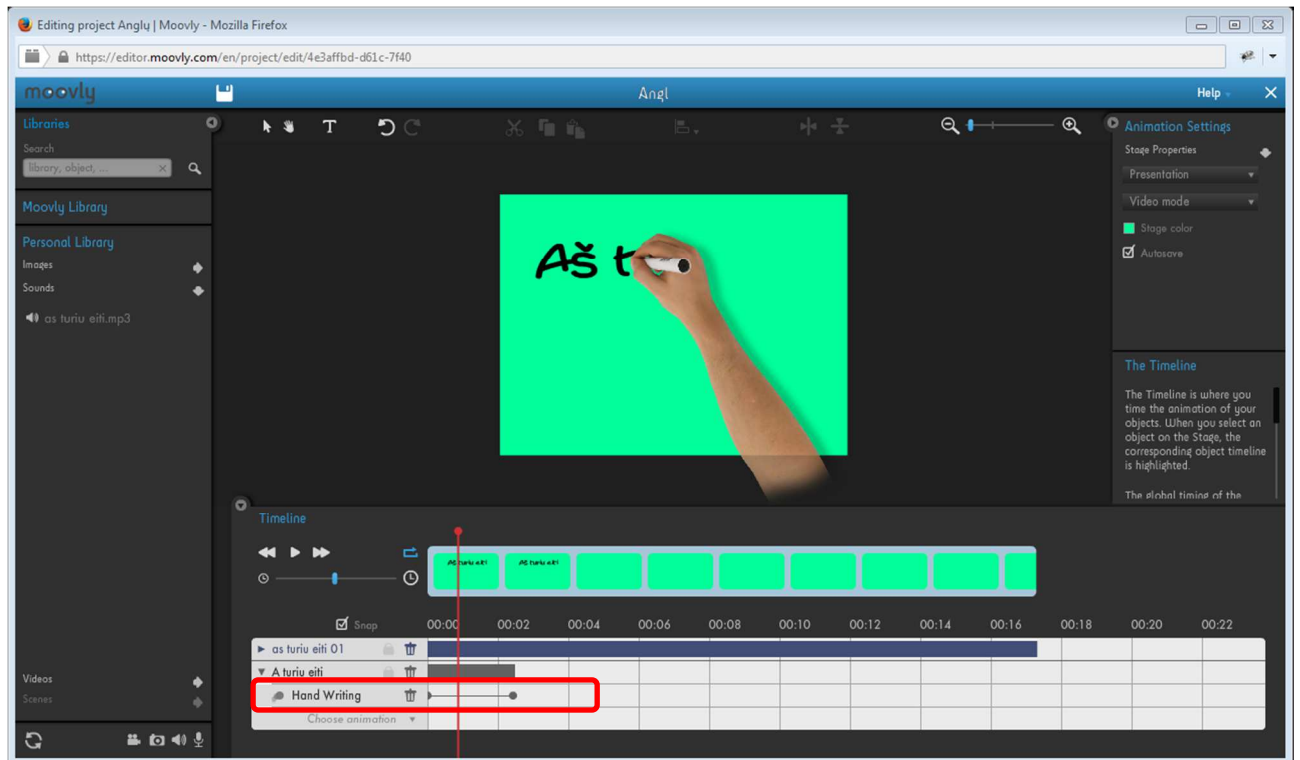 Editing project Anglų | Moovly - Mozilla Firefox
https://editor.moovly.com/en/project/edit/4e3affbd-d61c-7f40
moovly
Angl
Help
Libraries
T
Animation Settings
Search
Stage Properties
library, object, ...
Presentation
Moovly Library
Video mode
Stage color
Personal Library
Autosave
Images
Sounds
as turiu eiti.mp3
Aš t
The Timeline
The Timeline is where you
time the animation of your
objects. When you select an
object on the Stage, the
corresponding object timeline
is highlighted.
The global timing of the
Timeline
Aš turiu eiti
Aš turiu eiti
Snap
00:00 00:02 00:04 00:06 00:08 00:10 00:12 00:14 00:16 00:18 00:20 00:22
as turiu eiti 01
A turiu eiti
Hand Writing
Choose animation
Videos
Scenes